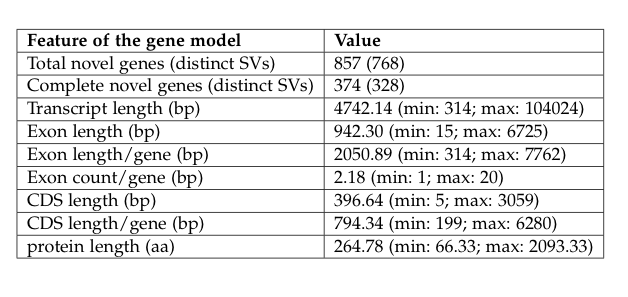 Feature of the gene model Value
Total novel genes (distinct SVs) 857 (768)
Complete novel genes (distinct SVs) 374 (328)
Transcript length (bp) 4742.14 (min: 314; max: 104024)
Exon length (bp) 942.30 (min: 15; max: 6725)
Exon length/gene (bp) 2050.89 (min: 314; max: 7762)
Exon count/gene (bp) 2.18 (min: 1; max: 20)
CDS length (bp) 396.64 (min: 5; max: 3059)
CDS length/gene (bp) 794.34 (min: 199; max: 6280)
protein length (aa) 264.78 (min: 66.33; max: 2093.33)